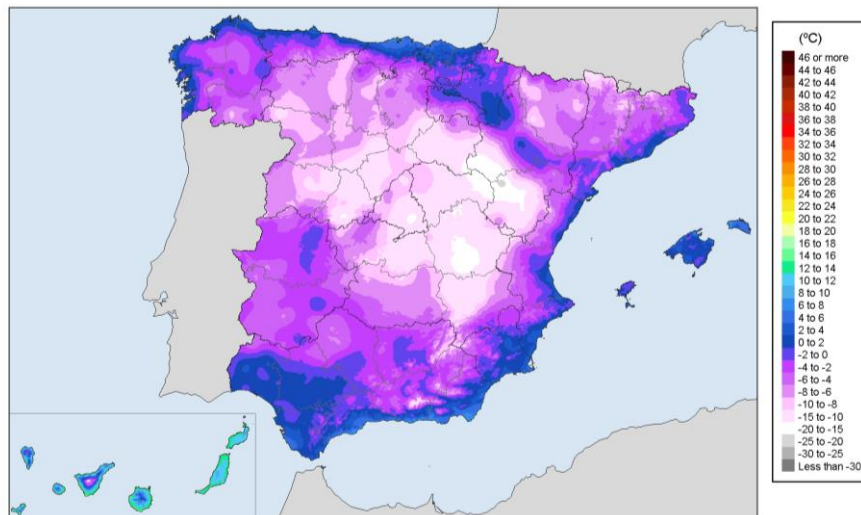 (ºC)
46 or more
44 to 46
42 to 44
40 to 42
38 to 40
36 to 38
34 to 36
32 to 34
30 to 32
28 to 30
26 to 28
24 to 26
22 to 24
20 to 22
18 to 20
16 to 18
14 to 16
12 to 14
10 to 12
8 to 10
6 to 8
4 to 6
2 to 4
0 to 2
-2 to 0
-4 to -2
-6 to -4
-8 to -6
-10 to -8
-15 to -10
-20 to -15
-25 to -20
-30 to -25
Less than -30